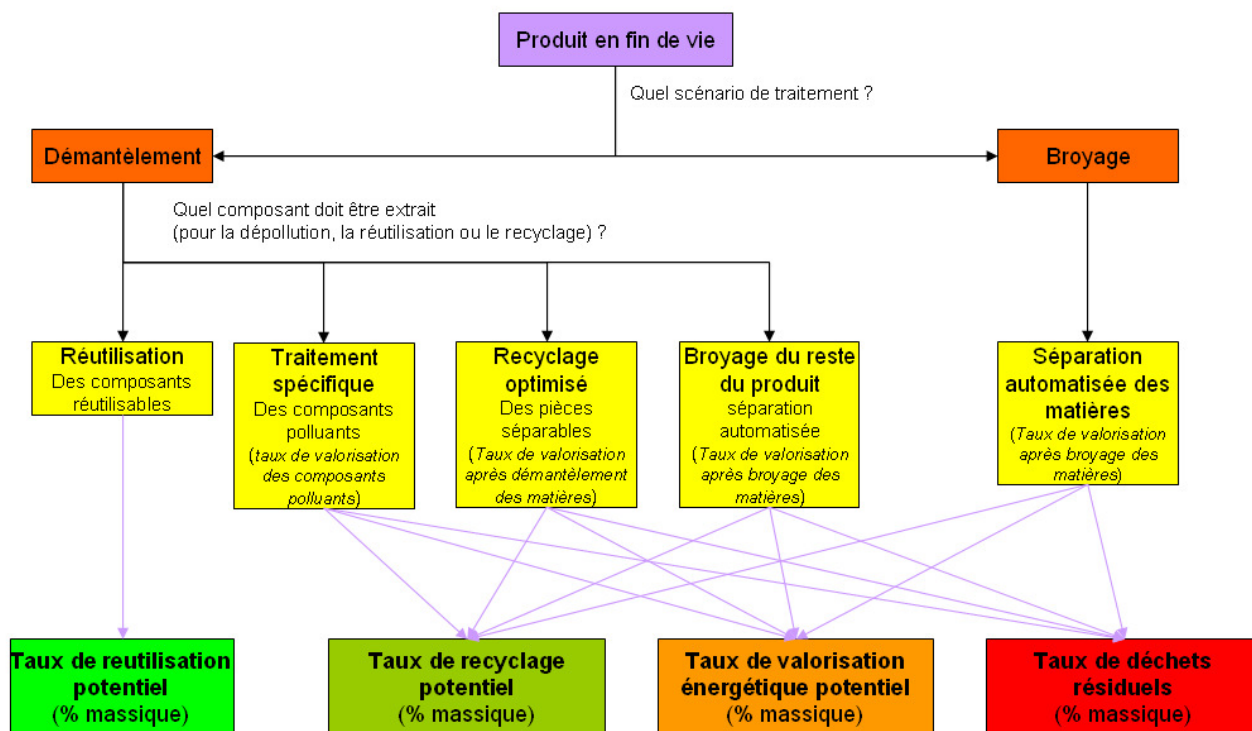 Produit en fin de vie
Quel scénario de traitement ?
Démantèlement
Broyage
Quel composant doit être extrait
(pour la dépollution, la réutilisation ou le recyclage) ?
Réutilisation
Des composants
réutilisables
Traitement
spécifique
Des composants
polluants
(taux de valorisation
des composants
polluants)
Recyclage
optimisé
Des pièces
séparables
(Taux de valorisation
après démantèlement
des matières)
Broyage du reste
du produit
séparation
automatisée
(Taux de valorisation
après broyage des
matières)
Séparation
automatisée des
matières
(Taux de valorisation
après broyage des
matières)
Taux de reutilisation
potentiel
(% massique)
Taux de recyclage
potentiel
(% massique)
Taux de valorisation
énergétique potentiel
(% massique)
Taux de déchets
résiduels
(% massique)